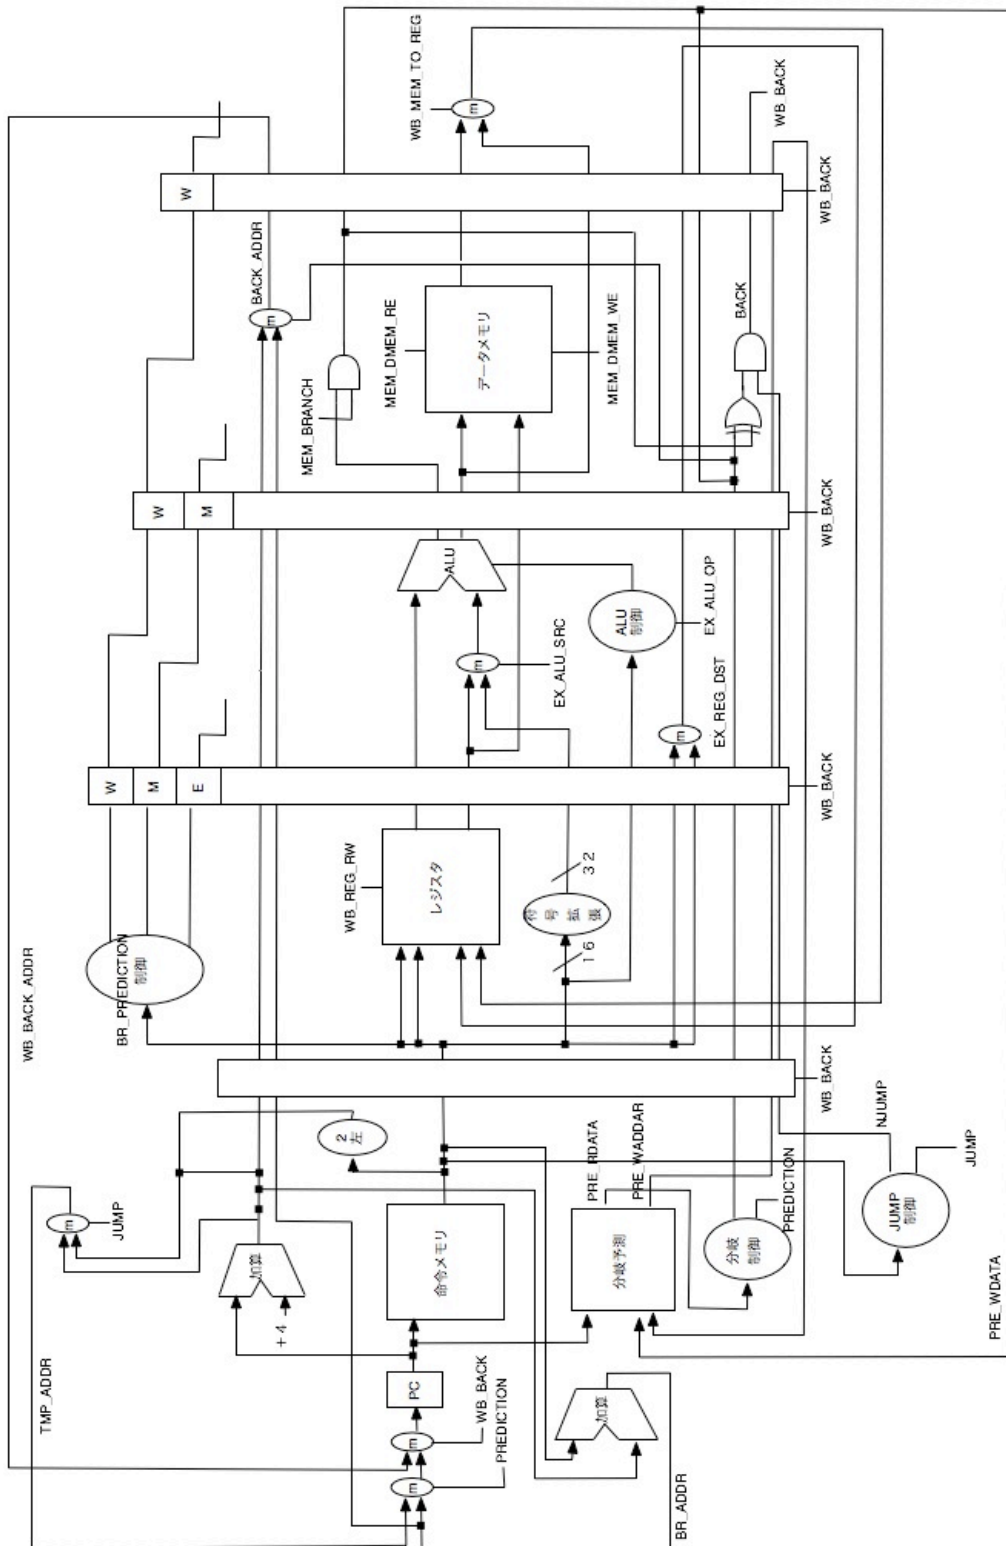 WB_MEM_TO_REG
WB_BACK
W
WB_BACK
BACK_ADDR
m
m
MEM_DMEM_RE
データメモリ
MEM_DMEM_WE
BACK
MEM_BRANCH
W
M
WB_BACK
ALU
ALU
制御
EX_ALU_OP
m
EX_ALU_SRC
m
EX_REG_DST
W
M
E
WB_BACK
WB_REG_RW
レジスタ
32
符号拡張
16
BR_PREDICTION
制御
WB_BACK_ADDR
WB_BACK
2
左
PRE_RDATA
PRE_WADDAR
NJUMP
JUMP
JUMP
制御
PREDICTION
分岐
制御
分岐予測
命令メモリ
m
JUMP
加算
+4
PRE_WDATA
TMP_ADDR
PC
m
WB_BACK
m
PREDICTION
加算
BR_ADDR